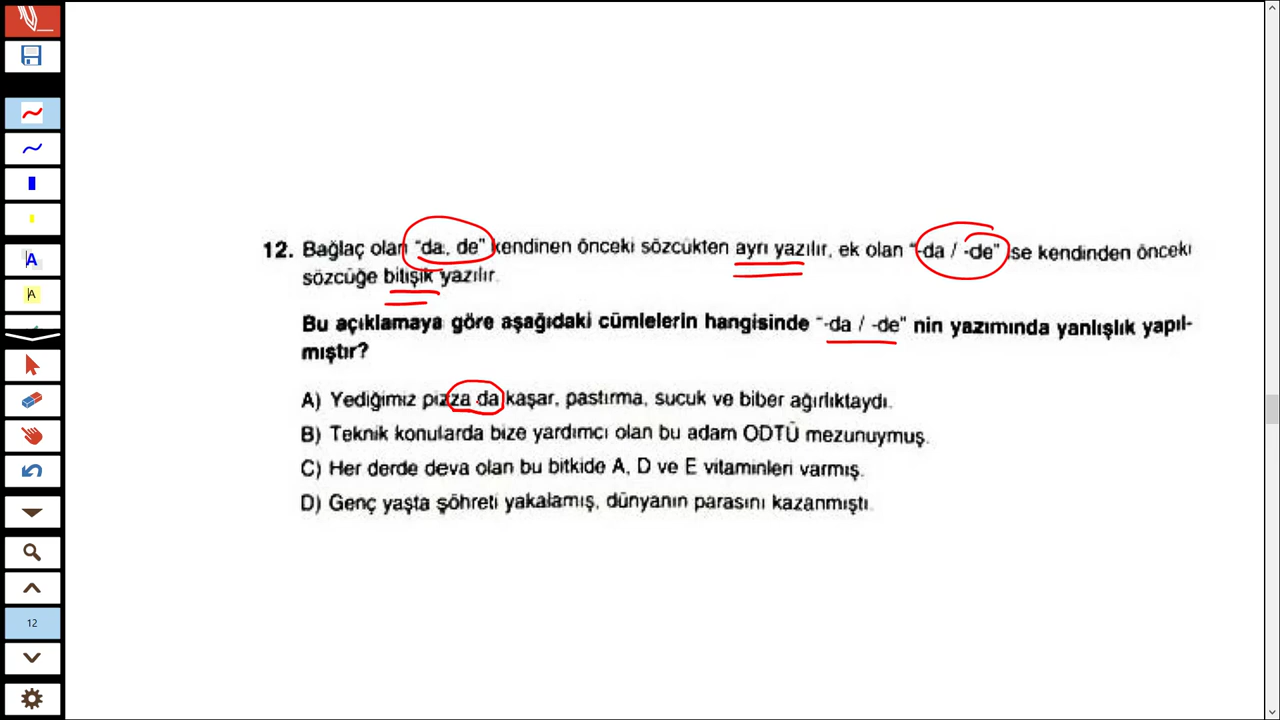 12. Bağlaç olan "da, de" kendinen önceki sözcükten ayrı yazılır, ek olan "-da / -de" ise kendinden önceki
sözcüğe bilişik yazılır.
Bu açıklamaya göre aşağıdaki cümlelerin hangisinde "-da / -de" nin yazımında yanlışlık yapıl-
mıştır?
A) Yediğimiz pizza da kaşar, pastırma, sucuk ve biber ağırlıktaydı.
B) Teknik konularda bize yardımcı olan bu adam ODTÜ mezunuymuş.
C) Her derde deva olan bu bitkide A, D ve E vitaminleri varmış.
D) Genç yaşta şöhreti yakalamış, dünyanın parasını kazanmıştı.
A
A
12